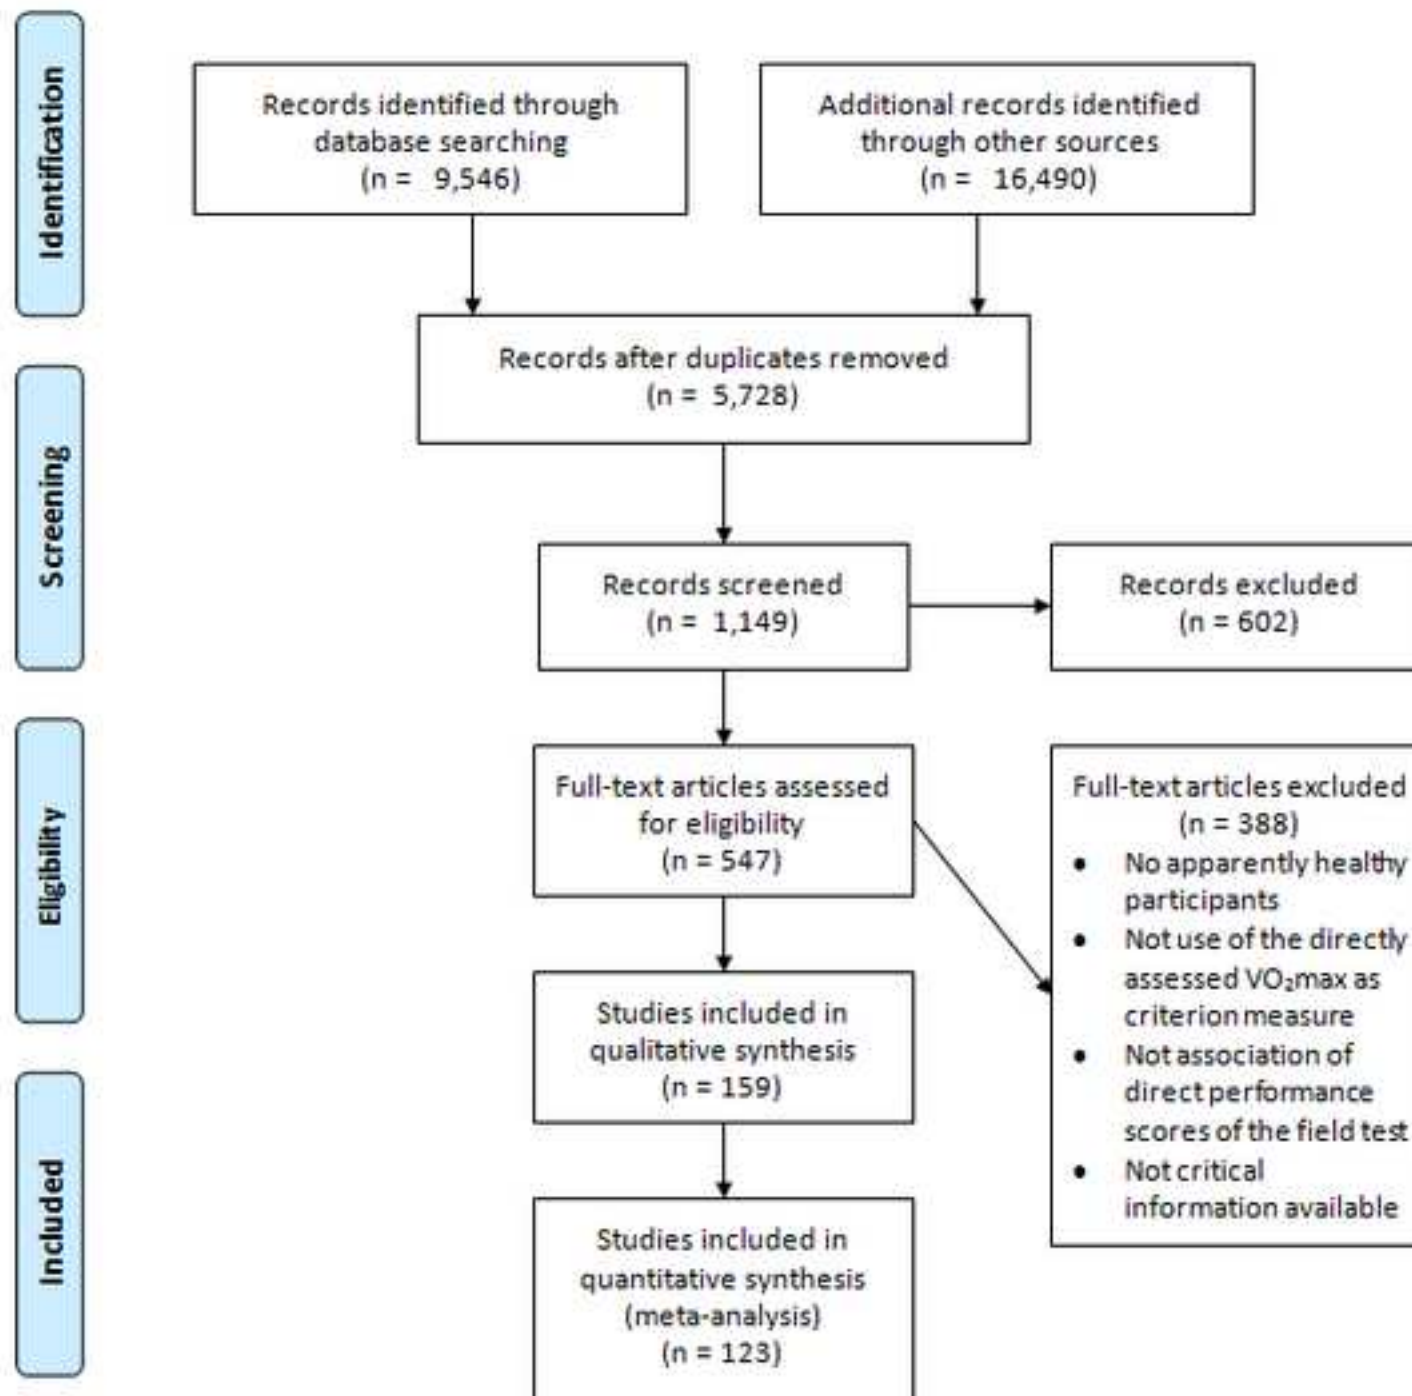 Identification
Records identified through
database searching
(n = 9,546)
Additional records identified
through other sources
(n = 16,490)
Records after duplicates removed
(n = 5,728)
Screening
Records screened
(n = 1,149)
Records excluded
(n = 602)
Eligibility
Full-text articles assessed
for eligibility
(n = 547)
Full-text articles excluded
(n = 388)
● No apparently healthy
participants
● Not use of the directly
assessed VO₂max as
criterion measure
● Not association of
direct performance
scores of the field test
● Not critical
information available
Studies included in
qualitative synthesis
(n = 159)
Included
Studies included in
quantitative synthesis
(meta-analysis)
(n = 123)